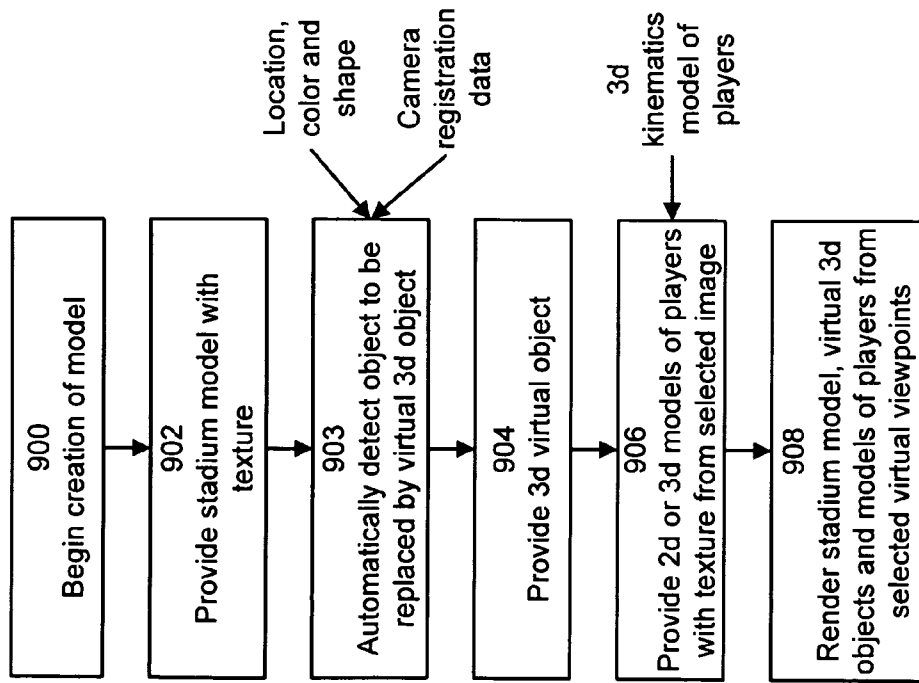 900
Begin creation of model
902
Provide stadium model with
texture
Location,
color and
shape
Camera
registration
data
903
Automatically detect object to be
replaced by virtual 3d object
904
Provide 3d virtual object
3d
kinematics
model of
players
906
Provide 2d or 3d models of players
with texture from selected image
908
Render stadium model, virtual 3d
objects and models of players from
selected virtual viewpoints